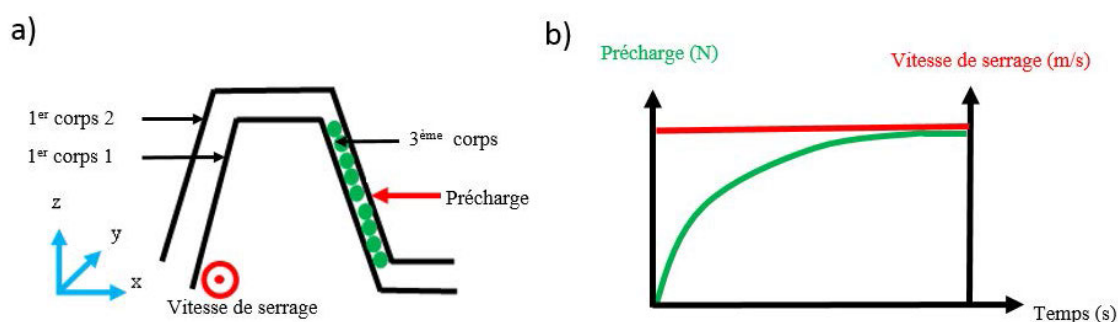 a)
1er corps 2
1er corps 1
3ème corps
Précharge
z
y
x
Vitesse de serrage
b)
Précharge (N)
Vitesse de serrage (m/s)
Temps (s)